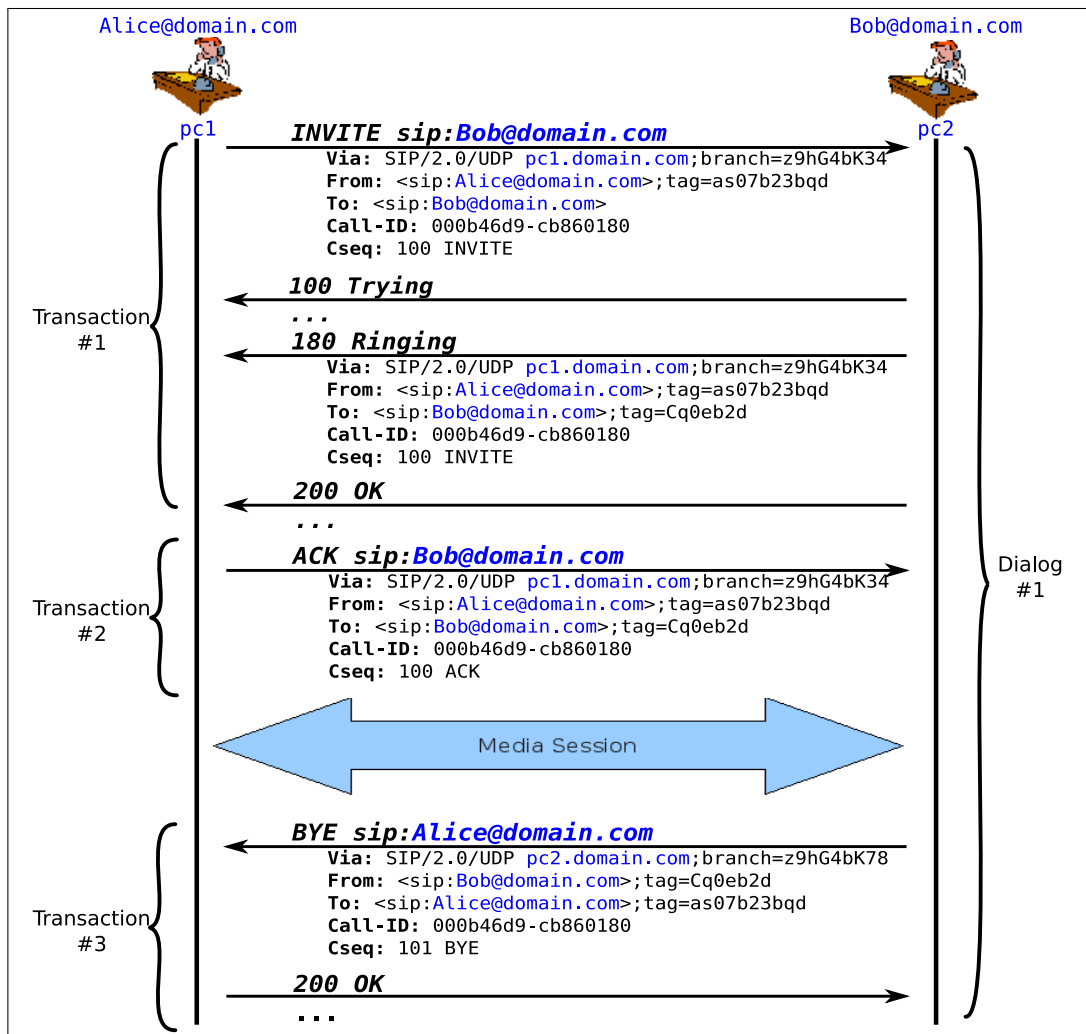 Alice@domain.com
Bob@domain.com
pc1
pc2
INVITE sip:Bob@domain.com
Via: SIP/2.0/UDP pc1.domain.com;branch=z9hG4bK34
From: <sip:Alice@domain.com>;tag=as07b23bqd
To: <sip:Bob@domain.com>
Call-ID: 000b46d9-cb860180
Cseq: 100 INVITE
100 Trying
...
180 Ringing
Via: SIP/2.0/UDP pc1.domain.com;branch=z9hG4bK34
From: <sip:Alice@domain.com>;tag=as07b23bqd
To: <sip:Bob@domain.com>;tag=Cq0eb2d
Call-ID: 000b46d9-cb860180
Cseq: 100 INVITE
200 OK
...
Transaction
#1
ACK sip:Bob@domain.com
Via: SIP/2.0/UDP pc1.domain.com;branch=z9hG4bK34
From: <sip:Alice@domain.com>;tag=as07b23bqd
To: <sip:Bob@domain.com>;tag=Cq0eb2d
Call-ID: 000b46d9-cb860180
Cseq: 100 ACK
Transaction
#2
Dialog
#1
Media Session
BYE sip:Alice@domain.com
Via: SIP/2.0/UDP pc2.domain.com;branch=z9hG4bK78
From: <sip:Bob@domain.com>;tag=Cq0eb2d
To: <sip:Alice@domain.com>;tag=as07b23bqd
Call-ID: 000b46d9-cb860180
Cseq: 101 BYE
Transaction
#3
200 OK
...